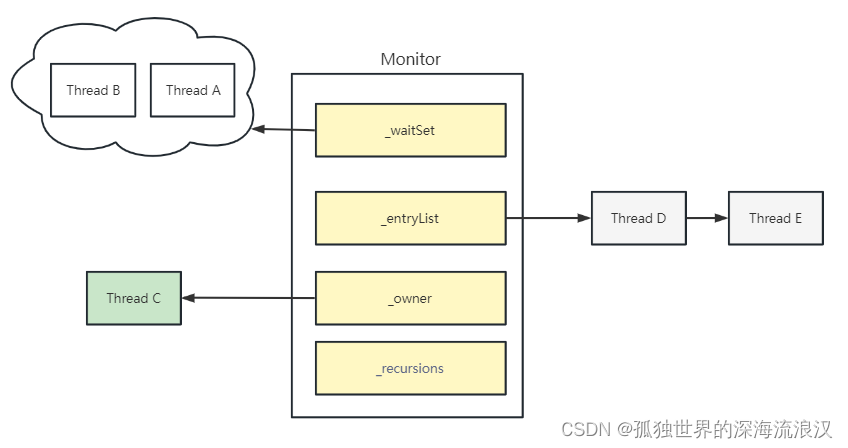 Monitor
Thread B
Thread A
_waitSet
_entryList
Thread D
Thread E
Thread C
_owner
_recursions
CSDN @孤独世界的深海流浪汉